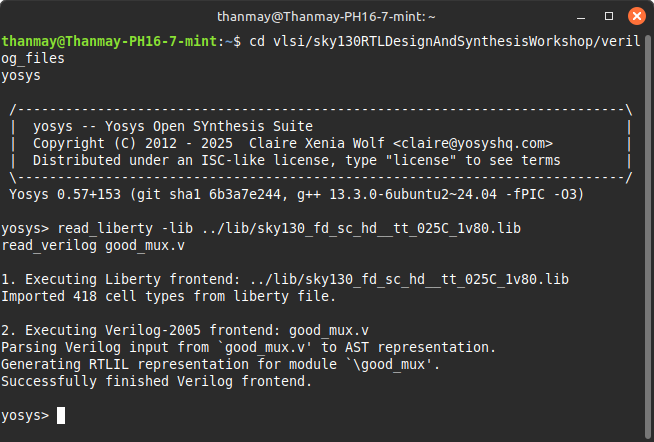 thanmay@Thanmay-PH16-7-mint: ~
thanmay@Thanmay-PH16-7-mint:~$ cd vlsi/sky130RTLDesignAndSynthesisWorkshop/veril
og_files
yosys
/----------------------------------------------------------------------------\
| yosys -- Yosys Open SYnthesis Suite |
| Copyright (C) 2012 - 2025 Claire Xenia Wolf <claire@yosyshq.com> |
| Distributed under an ISC-like license, type "license" to see terms |
\----------------------------------------------------------------------------/
Yosys 0.57+153 (git sha1 6b3a7e244, g++ 13.3.0-6ubuntu2~24.04 -fPIC -O3)
yosys> read_liberty -lib ../lib/sky130_fd_sc_hd__tt_025C_1v80.lib
read_verilog good_mux.v
1. Executing Liberty frontend: ../lib/sky130_fd_sc_hd__tt_025C_1v80.lib
Imported 418 cell types from liberty file.
2. Executing Verilog-2005 frontend: good_mux.v
Parsing Verilog input from `good_mux.v' to AST representation.
Generating RTLIL representation for module `\good_mux'.
Successfully finished Verilog frontend.
yosys>